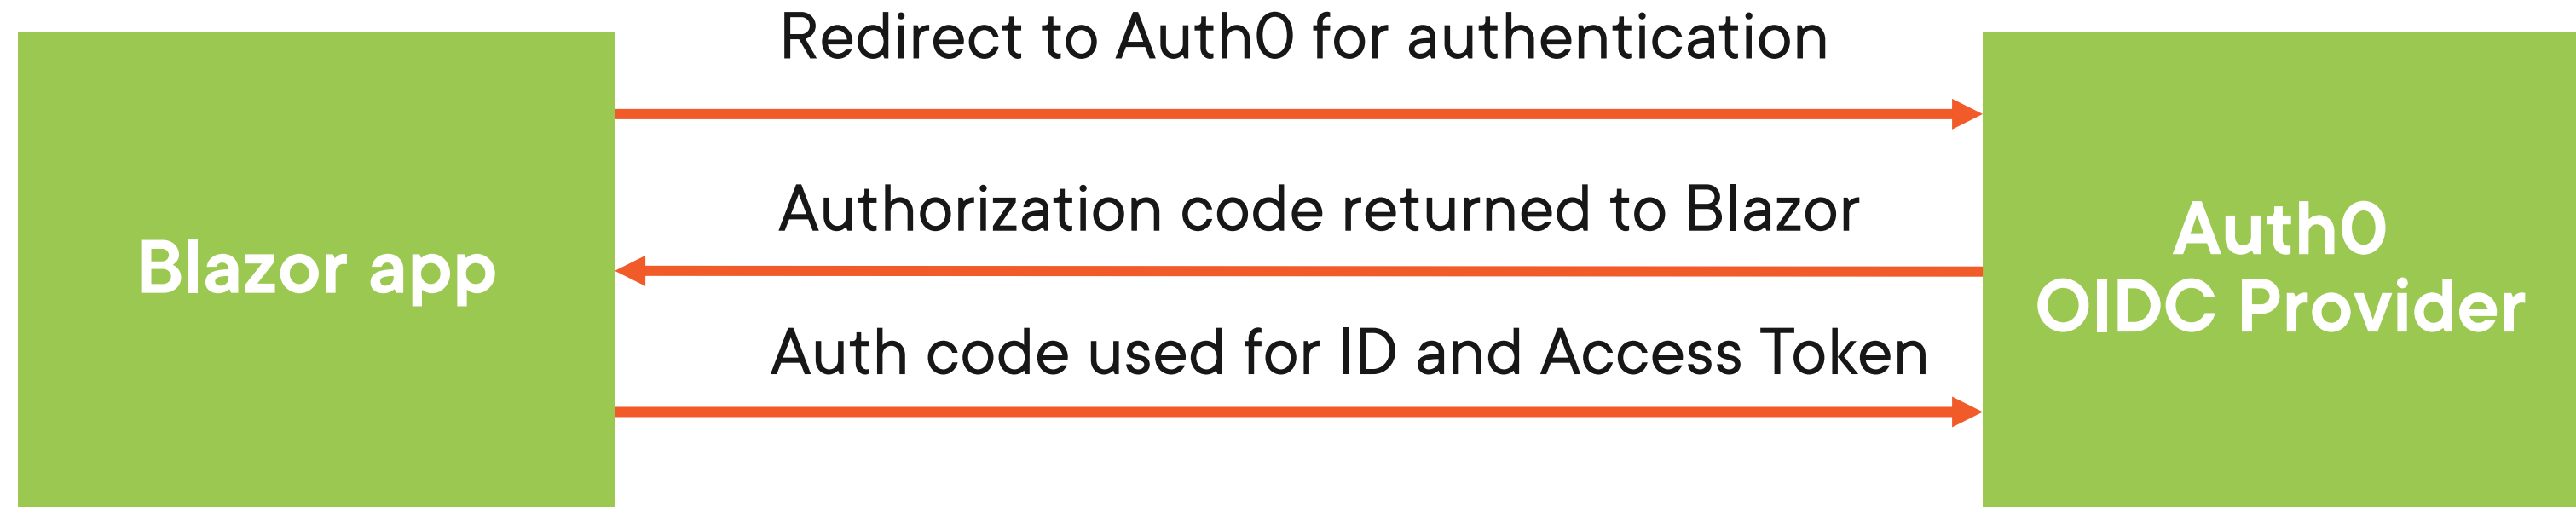 Redirect to Auth0 for authentication
Authorization code returned to Blazor
Auth code used for ID and Access Token
Blazor app
Auth0
OIDC Provider